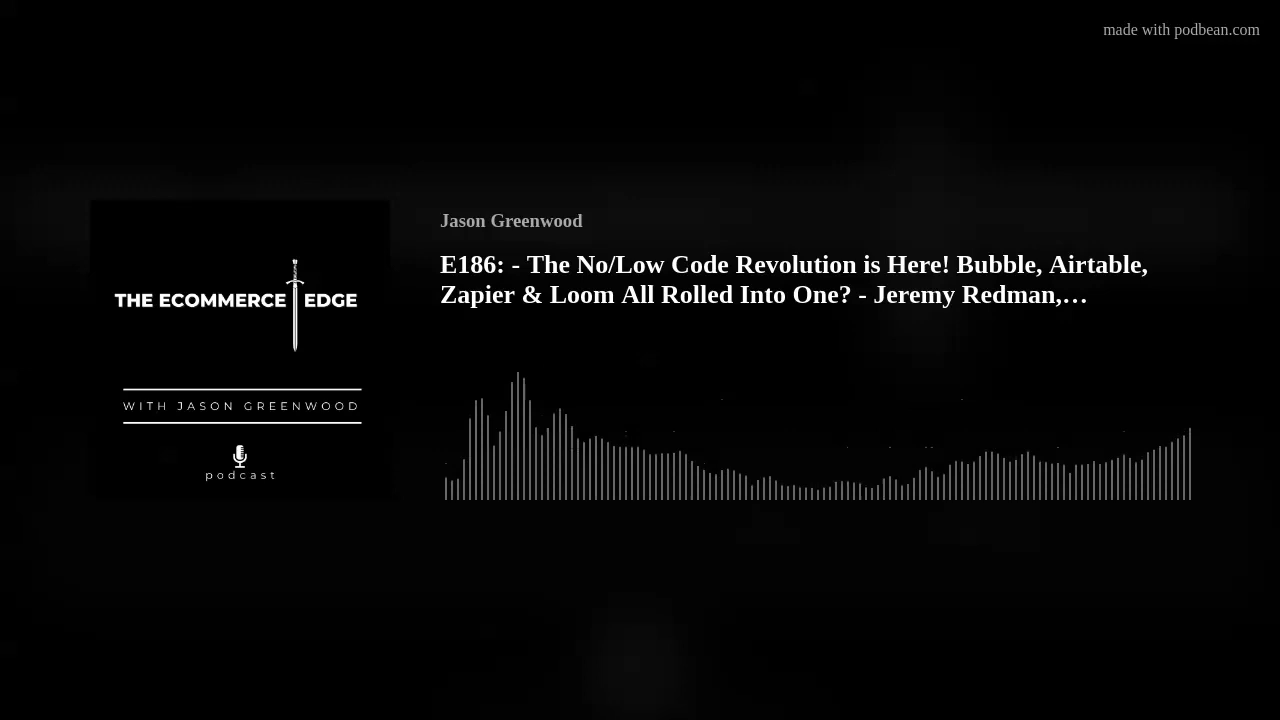 made with podbean.com
THE ECOMMERCE EDGE
WITH JASON GREENWOOD
podcast
Jason Greenwood
E186: - The No/Low Code Revolution is Here! Bubble, Airtable,
Zapier & Loom All Rolled Into One? - Jeremy Redman,…